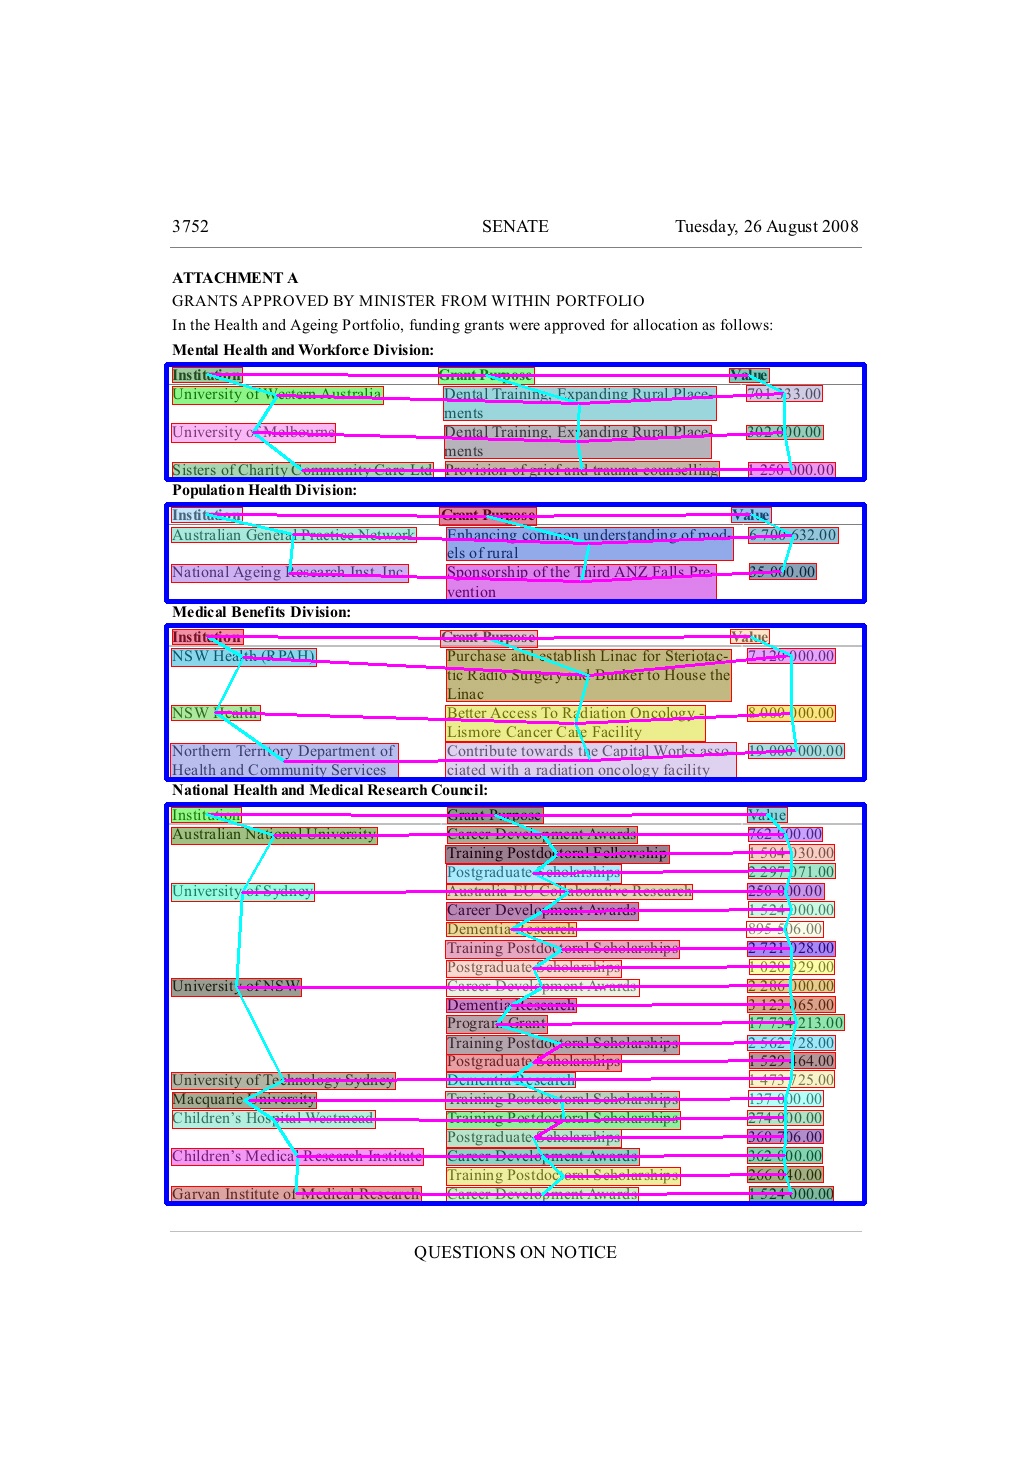 3752 SENATE Tuesday, 26 August 2008
ATTACHMENT A
GRANTS APPROVED BY MINISTER FROM WITHIN PORTFOLIO
In the Health and Ageing Portfolio, funding grants were approved for allocation as follows:
Mental Health and Workforce Division:
Institution Grant Purpose Value
University of Western Australia Dental Training, Expanding Rural Place- 701 333.00
ments
University of Melbourne Dental Training, Expanding Rural Place- 302 000.00
ments
Sisters of Charity Community Care Ltd Provision of grief and trauma counselling 1 250 000.00
Population Health Division:
Institution Grant Purpose Value
Australian General Practice Network Enhancing common understanding of mod- 6 700 632.00
els of rural
National Ageing Research Inst. Inc. Sponsorship of the Third ANZ Falls Pre- 35 000.00
vention
Medical Benefits Division:
Institution Grant Purpose Value
NSW Health (RPAH) Purchase and establish Linac for Steriotac- 7 120 000.00
tic Radio Surgery and Bunker to House the
Linac
NSW Health Better Access To Radiation Oncology - 8 000 000.00
Lismore Cancer Care Facility
Northern Territory Department of Contribute towards the Capital Works asso- 19 000 000.00
Health and Community Services ciated with a radiation oncology facility
National Health and Medical Research Council:
Institution Grant Purpose Value
Australian National University Career Development Awards 762 000.00
Training Postdoctoral Fellowship 1 504 030.00
Postgraduate Scholarships 2 297 071.00
University of Sydney Australia-EU Collaborative Research 250 000.00
Career Development Awards 1 524 000.00
Dementia Research 895 506.00
Training Postdoctoral Scholarships 2 721 028.00
Postgraduate Scholarships 1 020 929.00
University of NSW Career Development Awards 2 286 000.00
Dementia Research 3 123 065.00
Program Grant 17 734 213.00
Training Postdoctoral Scholarships 2 562 728.00
Postgraduate Scholarships 1 529 464.00
University of Technology Sydney Dementia Research 1 473 725.00
Macquarie University Training Postdoctoral Scholarships 137 000.00
Children's Hospital Westmead Training Postdoctoral Scholarships 274 000.00
Postgraduate Scholarships 360 706.00
Children's Medical Research Institute Career Development Awards 362 000.00
Training Postdoctoral Scholarships 266 040.00
Garvan Institute of Medical Research Career Development Awards 1 524 000.00
QUESTIONS ON NOTICE